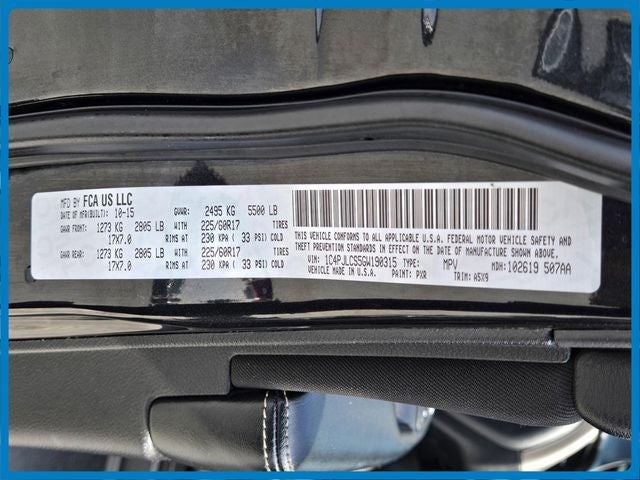 MFD BY FCA US LLC
DATE OF MFR(BUILT): 10-15 GVWR: 2495 KG 5500 LB
GAWR FRONT: 1273 KG 2805 LB WITH 225/60R17 TIRES
17X7.0 RIMS AT 230 KPA ( 33 PSI) COLD
GAWR REAR: 1273 KG 2805 LB WITH 225/60R17 TIRES
17X7.0 RIMS AT 230 KPA ( 33 PSI) COLD
THIS VEHICLE CONFORMS TO ALL APPLICABLE U.S.A. FEDERAL MOTOR VEHICLE SAFETY AND
THEFT PREVENTION STANDARDS IN EFFECT ON THE DATE OF MANUFACTURE SHOWN ABOVE.
VIN: 1C4PJLCS5GW190315 TYPE: MPV MDH: 102619 507AA
VEHICLE MADE IN U.S.A. PAINT: PXR TRIM: A5X9